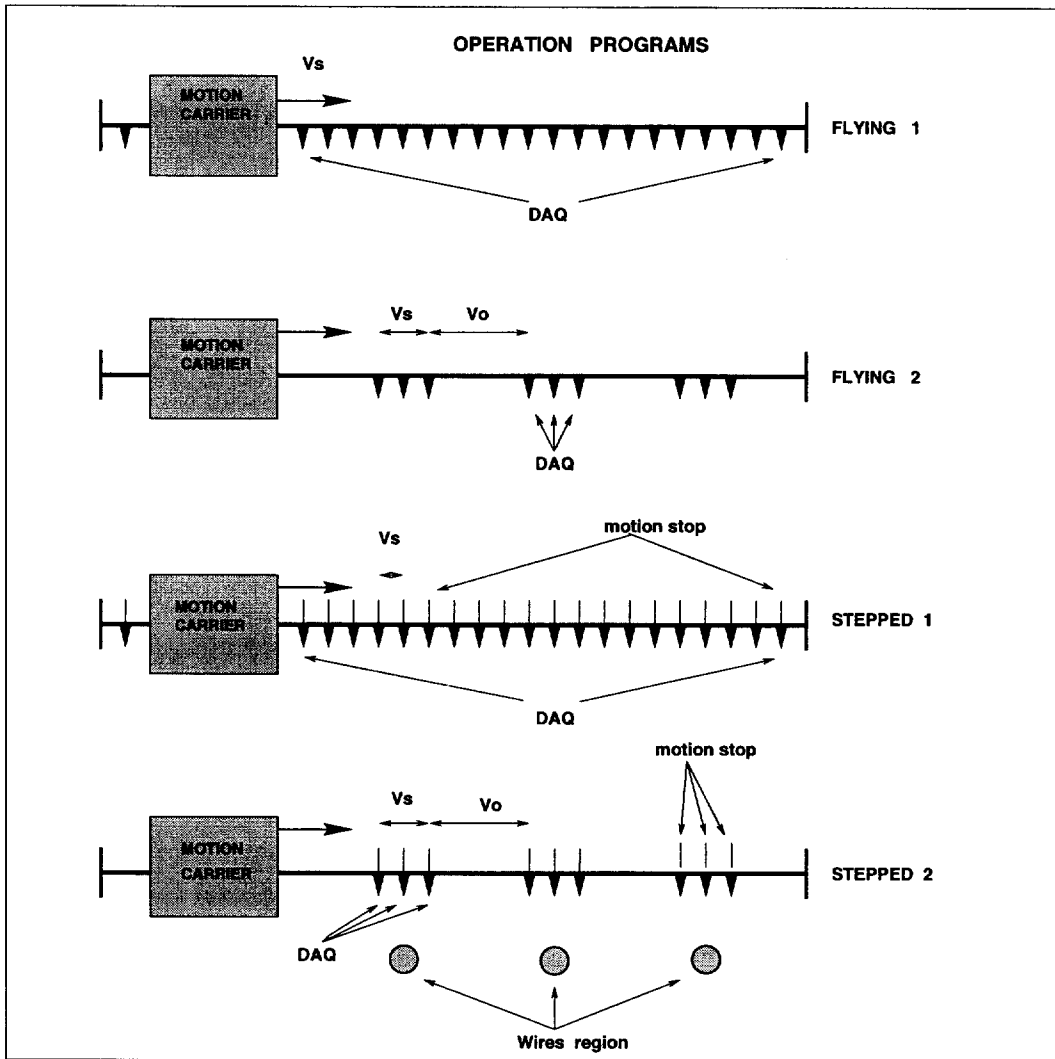 OPERATION PROGRAMS
Vs
MOTION
CARRIER
FLYING 1
DAQ
Vs
Vo
MOTION
CARRIER
FLYING 2
DAQ
motion stop
Vs
MOTION
CARRIER
STEPPED 1
DAQ
motion stop
Vs
Vo
MOTION
CARRIER
STEPPED 2
DAQ
Wires region